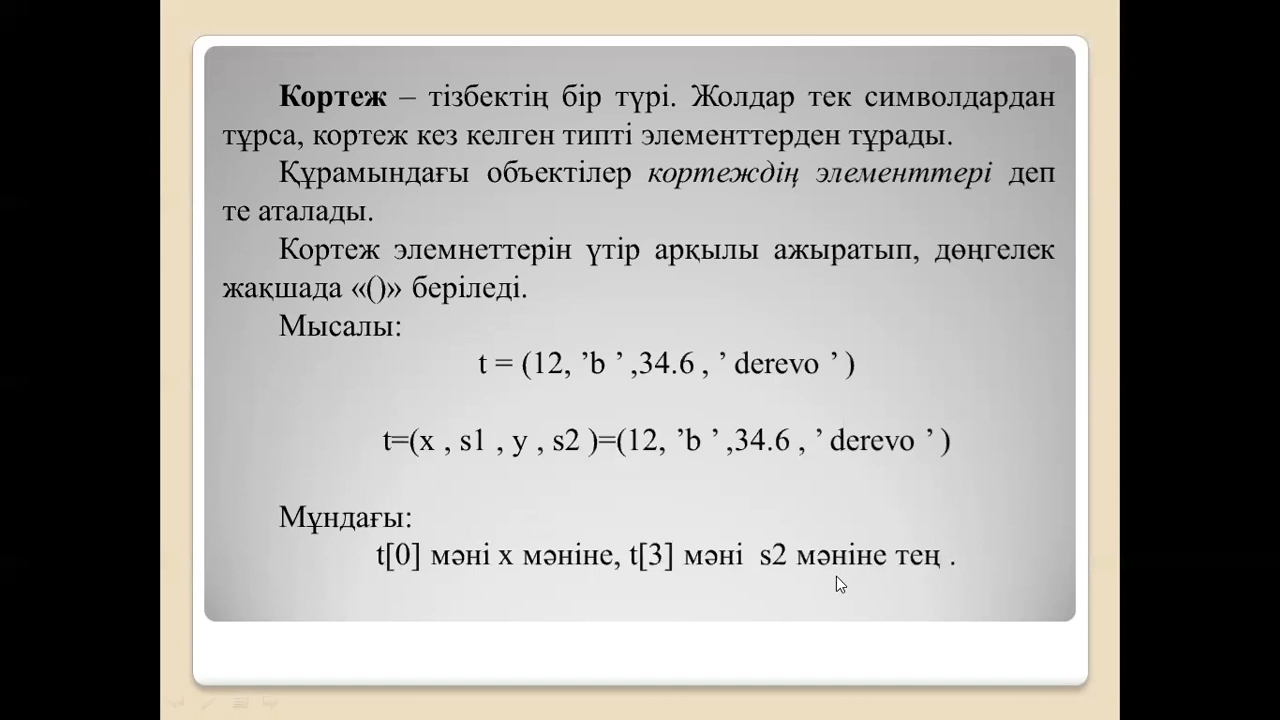 Кортеж – тізбектің бір түрі. Жолдар тек символдардан
тұрса, кортеж кез келген типті элементтерден тұрады.
Құрамындағы объектілер кортеждің элементтері деп
те аталады.
Кортеж элемнеттерін үтір арқылы ажыратып, дөңгелек
жақшада «()» беріледі.
Мысалы:
t = (12, ’b ’ ,34.6 , ’ derevo ’ )
t=(x , s1 , y , s2 )=(12, ’b ’ ,34.6 , ’ derevo ’ )
Мұндағы:
t[0] мәні x мәніне, t[3] мәні s2 мәніне тең .